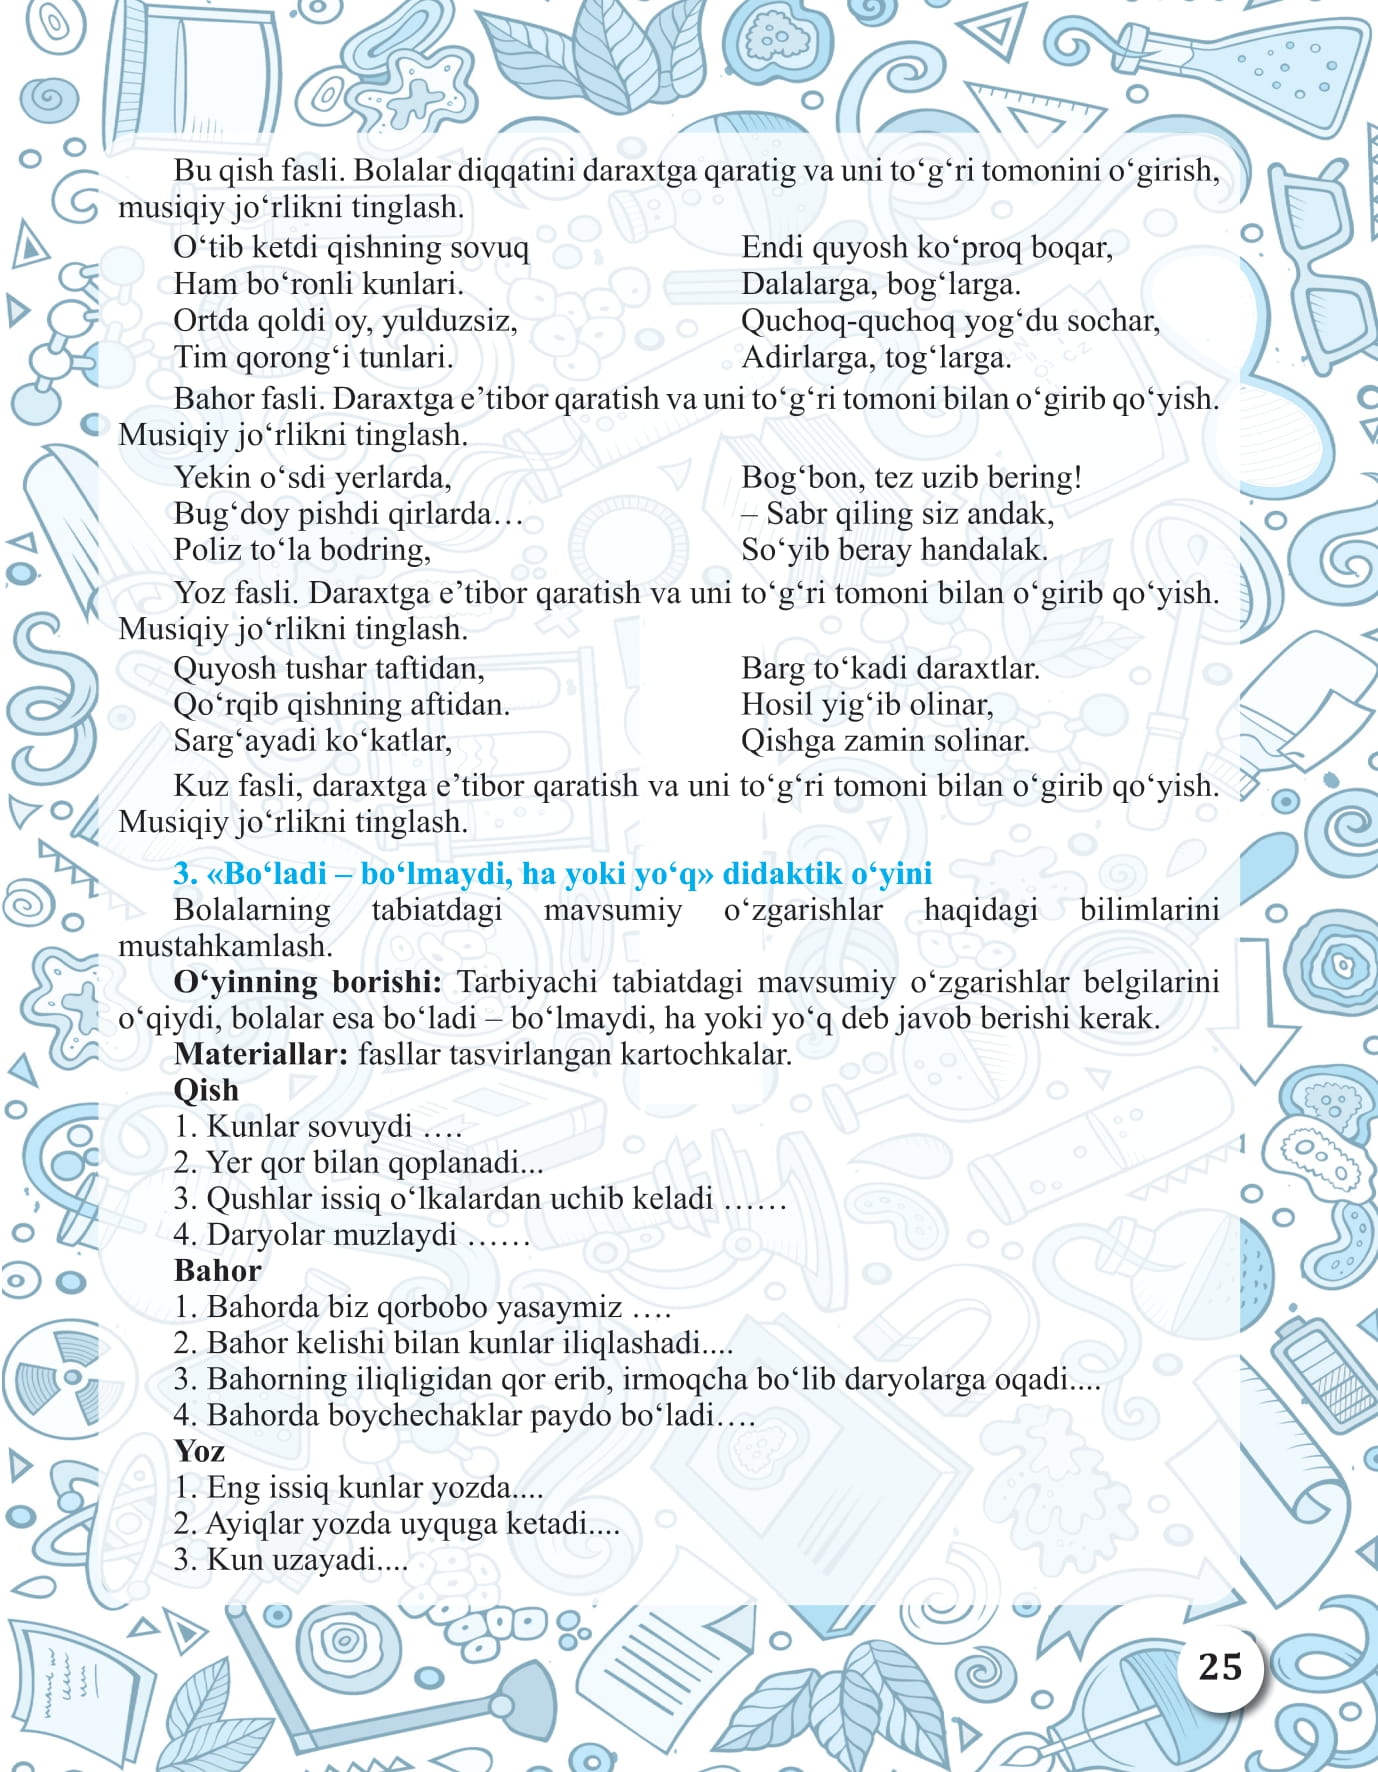 Bu qish fasli. Bolalar diqqatini daraxtga qaratig va uni to‘g‘ri tomonini o‘girish,
musiqiy jo‘rlikni tinglash.
O‘tib ketdi qishning sovuq
Ham bo‘ronli kunlari.
Ortda qoldi oy, yulduzsiz,
Tim qorong‘i tunlari.
Endi quyosh ko‘proq boqar,
Dalalarga, bog‘larga.
Quchoq-quchoq yog‘du sochar,
Adirlarga, tog‘larga.
Bahor fasli. Daraxtga e’tibor qaratish va uni to‘g‘ri tomoni bilan o‘girib qo‘yish.
Musiqiy jo‘rlikni tinglash.
Yekin o‘sdi yerlarda,
Bug‘doy pishdi qirlarda…
Poliz to‘la bodring,
Bog‘bon, tez uzib bering!
– Sabr qiling siz andak,
So‘yib beray handalak.
Yoz fasli. Daraxtga e’tibor qaratish va uni to‘g‘ri tomoni bilan o‘girib qo‘yish.
Musiqiy jo‘rlikni tinglash.
Quyosh tushar taftidan,
Qo‘rqib qishning aftidan.
Sarg‘ayadi ko‘katlar,
Barg to‘kadi daraxtlar.
Hosil yig‘ib olinar,
Qishga zamin solinar.
Kuz fasli, daraxtga e’tibor qaratish va uni to‘g‘ri tomoni bilan o‘girib qo‘yish.
Musiqiy jo‘rlikni tinglash.
3. «Bo‘ladi – bo‘lmaydi, ha yoki yo‘q» didaktik o‘yini
Bolalarning tabiatdagi mavsumiy o‘zgarishlar haqidagi bilimlarini
mustahkamlash.
O‘yinning borishi: Tarbiyachi tabiatdagi mavsumiy o‘zgarishlar belgilarini
o‘qiydi, bolalar esa bo‘ladi – bo‘lmaydi, ha yoki yo‘q deb javob berishi kerak.
Materiallar: fasllar tasvirlangan kartochkalar.
Qish
1. Kunlar sovuydi ….
2. Yer qor bilan qoplanadi...
3. Qushlar issiq o‘lkalardan uchib keladi ……
4. Daryolar muzlaydi ……
Bahor
1. Bahorda biz qorbobo yasaymiz ….
2. Bahor kelishi bilan kunlar iliqlashadi....
3. Bahorning iliqligidan qor erib, irmoqcha bo‘lib daryolarga oqadi....
4. Bahorda boychechaklar paydo bo‘ladi….
Yoz
1. Eng issiq kunlar yozda....
2. Ayiqlar yozda uyquga ketadi....
3. Kun uzayadi....
25